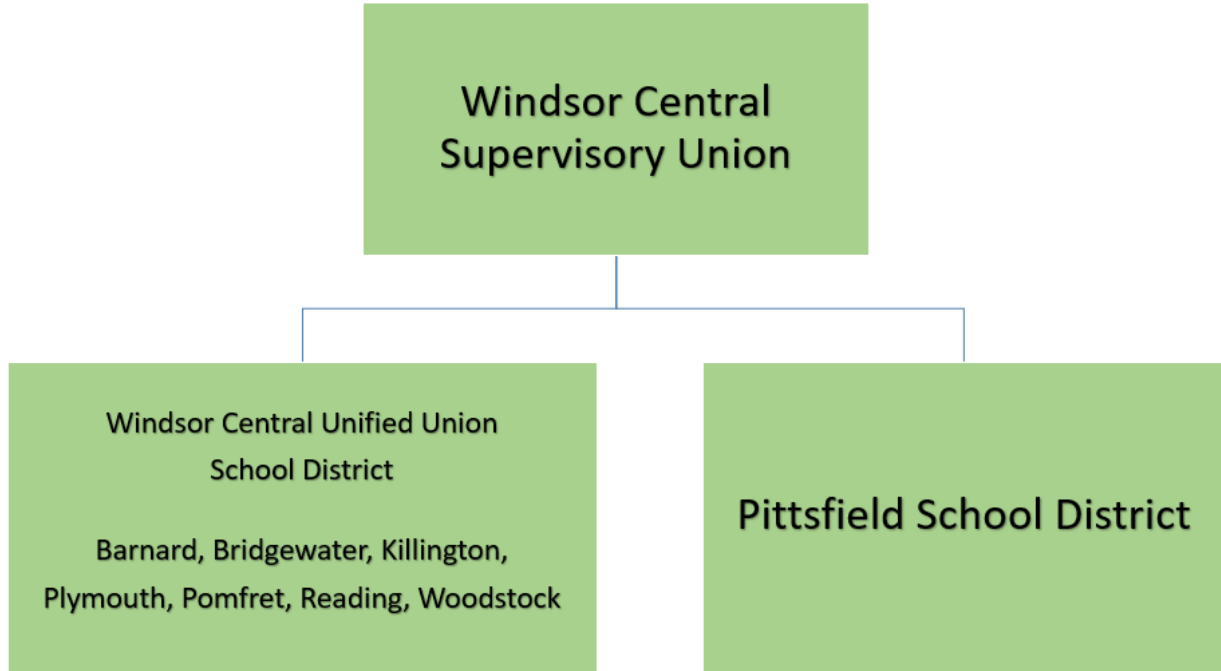 Windsor Central
Supervisory Union
Windsor Central Unified Union
School District
Barnard, Bridgewater, Killington,
Plymouth, Pomfret, Reading, Woodstock
Pittsfield School District